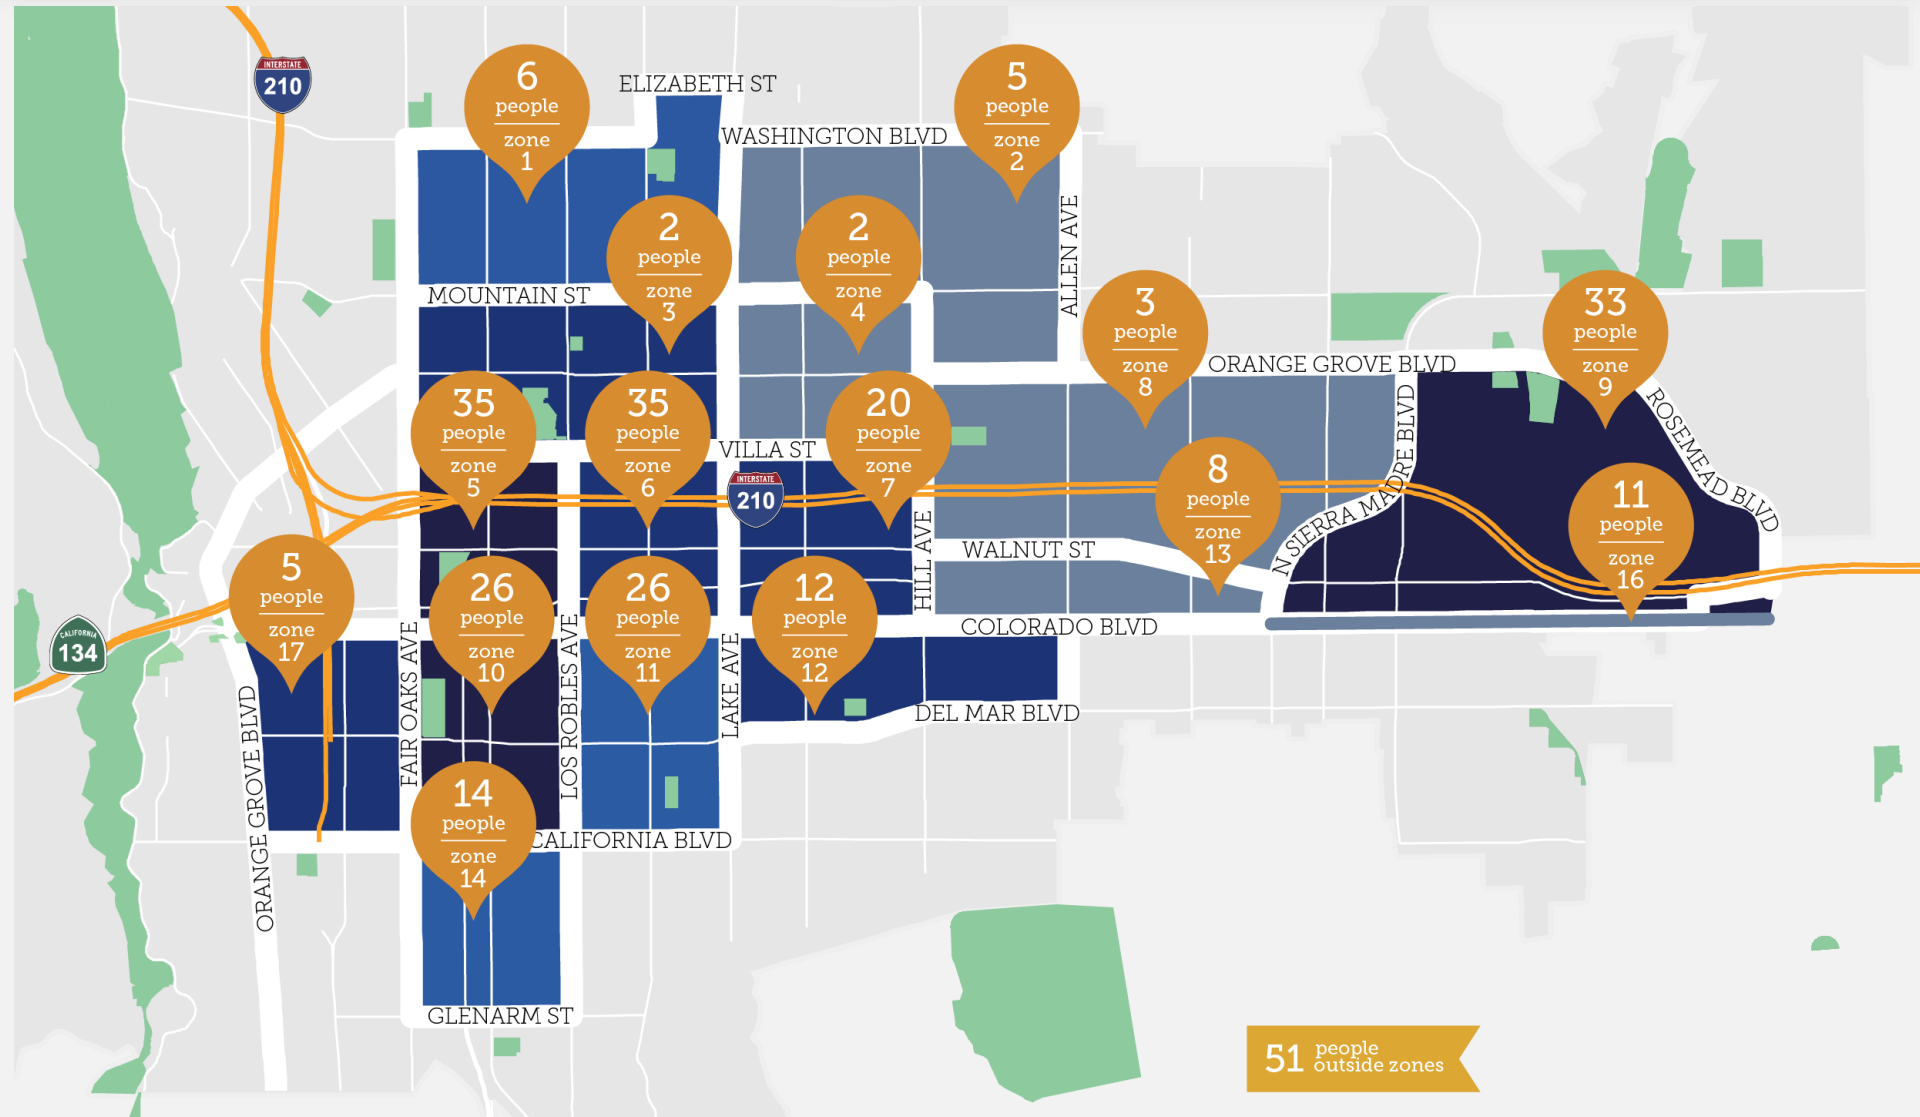 INTERSTATE
210
6
people
zone
1
ELIZABETH ST
5
people
zone
2
WASHINGTON BLVD
2
people
zone
3
2
people
zone
4
ALLEN AVE
MOUNTAIN ST
3
people
zone
8
33
people
zone
9
ORANGE GROVE BLVD
35
people
zone
5
35
people
zone
6
20
people
zone
7
N SIERRA MADRE BLVD
ROSEMEAD BLVD
VILLA ST
INTERSTATE
210
8
people
zone
13
11
people
zone
16
HILL AVE
WALNUT ST
5
people
zone
17
26
people
zone
10
26
people
zone
11
12
people
zone
12
CALIFORNIA
134
COLORADO BLVD
FAIR OAKS AVE
LOS ROBLES AVE
LAKE AVE
DEL MAR BLVD
ORANGE GROVE BLVD
14
people
zone
14
CALIFORNIA BLVD
GLENARM ST
51 people
outside zones